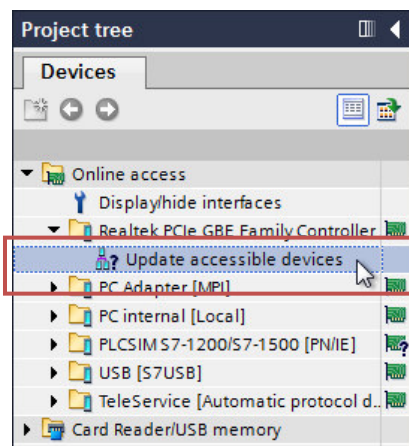 Project tree
Devices
Online access
Display/hide interfaces
Realtek PCIe GBE Family Controller
Update accessible devices
PC Adapter [MPI]
PC internal [Local]
PLCSIM S7-1200/S7-1500 [PN/IE]
USB [S7USB]
TeleService [Automatic protocol d..
Card Reader/USB memory